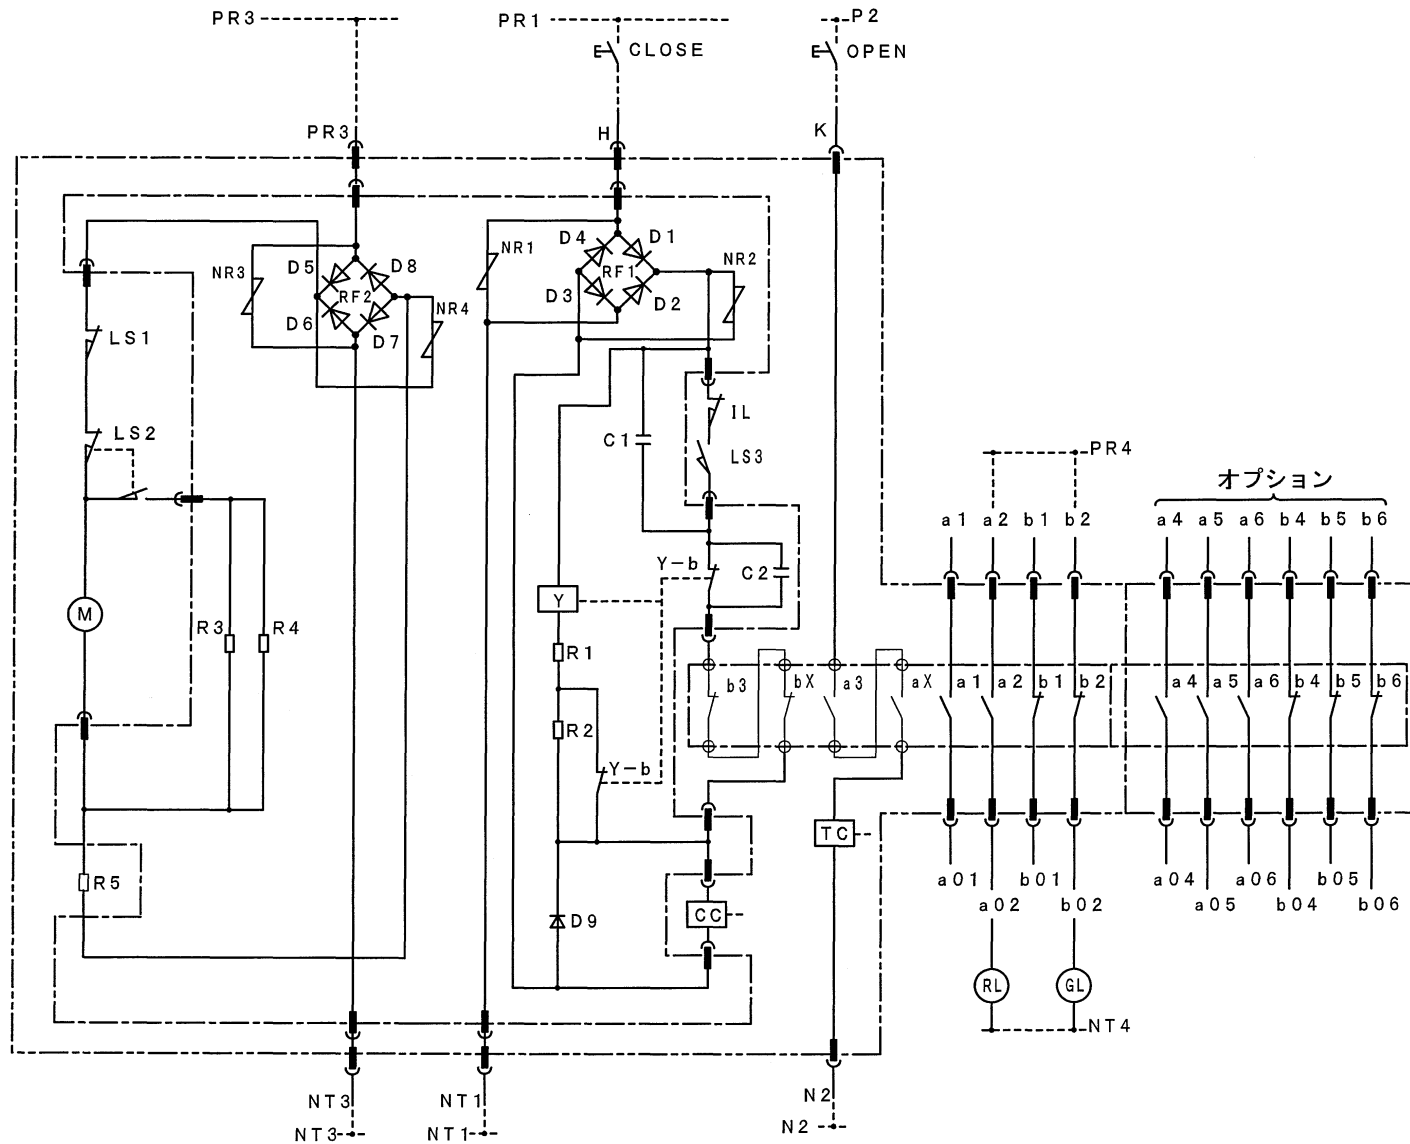 PR3
PR1
P2
CLOSE
OPEN
PR3
H
K
D4
D1
NR1
NR2
RF1
D3
D2
NR3
D5
D8
RF2
D6
D7
NR4
LS1
LS2
IL
C1
LS3
Y-b
C2
M
Y
R3
R4
R1
R2
Y-b
b3
bX
a3
aX
a1
a2
b1
b2
a4
a5
a6
b4
b5
b6
PR4
オプション
a1
a2
b1
b2
a4
a5
a6
b4
b5
b6
TC
R5
CC
D9
a01
a02
b01
b02
a04
a05
a06
b04
b05
b06
RL
GL
NT4
NT3
NT1
N2
NT3
NT1
N2